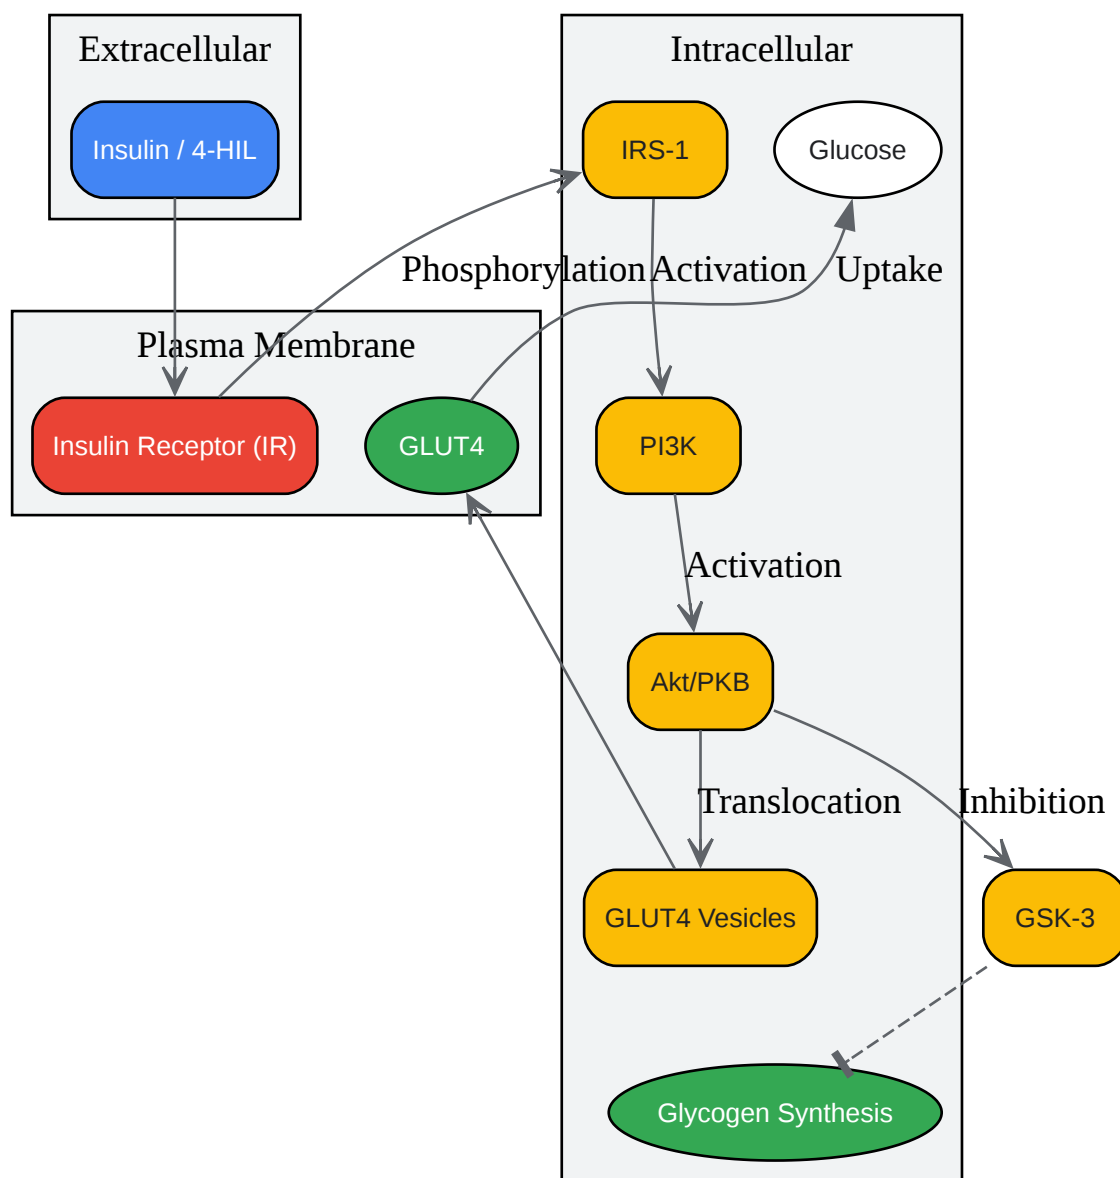 Extracellular
Intracellular
Insulin / 4-HIL
IRS-1
Glucose
Phosphorylation
Activation
Uptake
Plasma Membrane
Insulin Receptor (IR)
GLUT4
PI3K
Activation
Akt/PKB
Translocation
Inhibition
GLUT4 Vesicles
GSK-3
Glycogen Synthesis